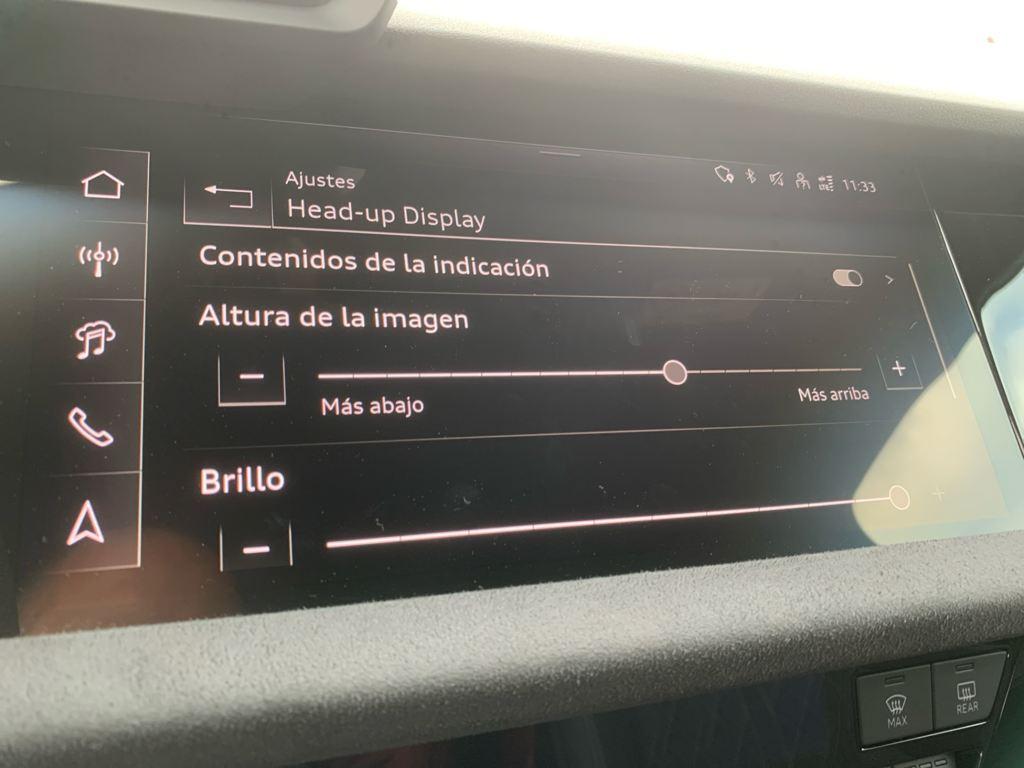 Ajustes
Head-up Display
11:33
Contenidos de la indicación
Altura de la imagen
Más abajo
Más arriba
Brillo
MAX
REAR